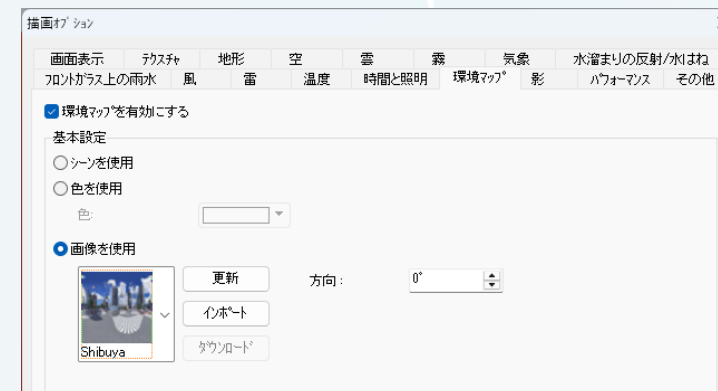 描画ｵﾌﾟｼｮﾝ
画面表示 ﾃｸｽﾁｬ 地形 空 雲 霧 気象 水溜まりの反射/水はね
ﾌﾛﾝﾄｶﾞﾗｽ上の雨水 風 雷 温度 時間と照明 環境ﾏｯﾌﾟ 影 ﾊﾟﾌｫｰﾏﾝｽ その他
環境ﾏｯﾌﾟを有効にする
基本設定
ｼｰﾝを使用
色を使用
色:
画像を使用
更新 方向: 0°
ｲﾝﾎﾟｰﾄ
Shibuya ﾀﾞｳﾝﾛｰﾄﾞ